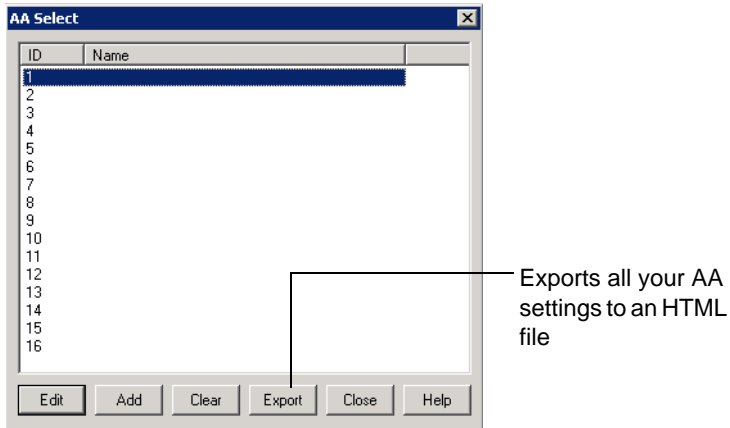 AA Select
ID Name
1
2
3
4
5
6
7
8
9
10
11
12
13
14
15
16
Exports all your AA
settings to an HTML
file
Edit Add Clear Export Close Help